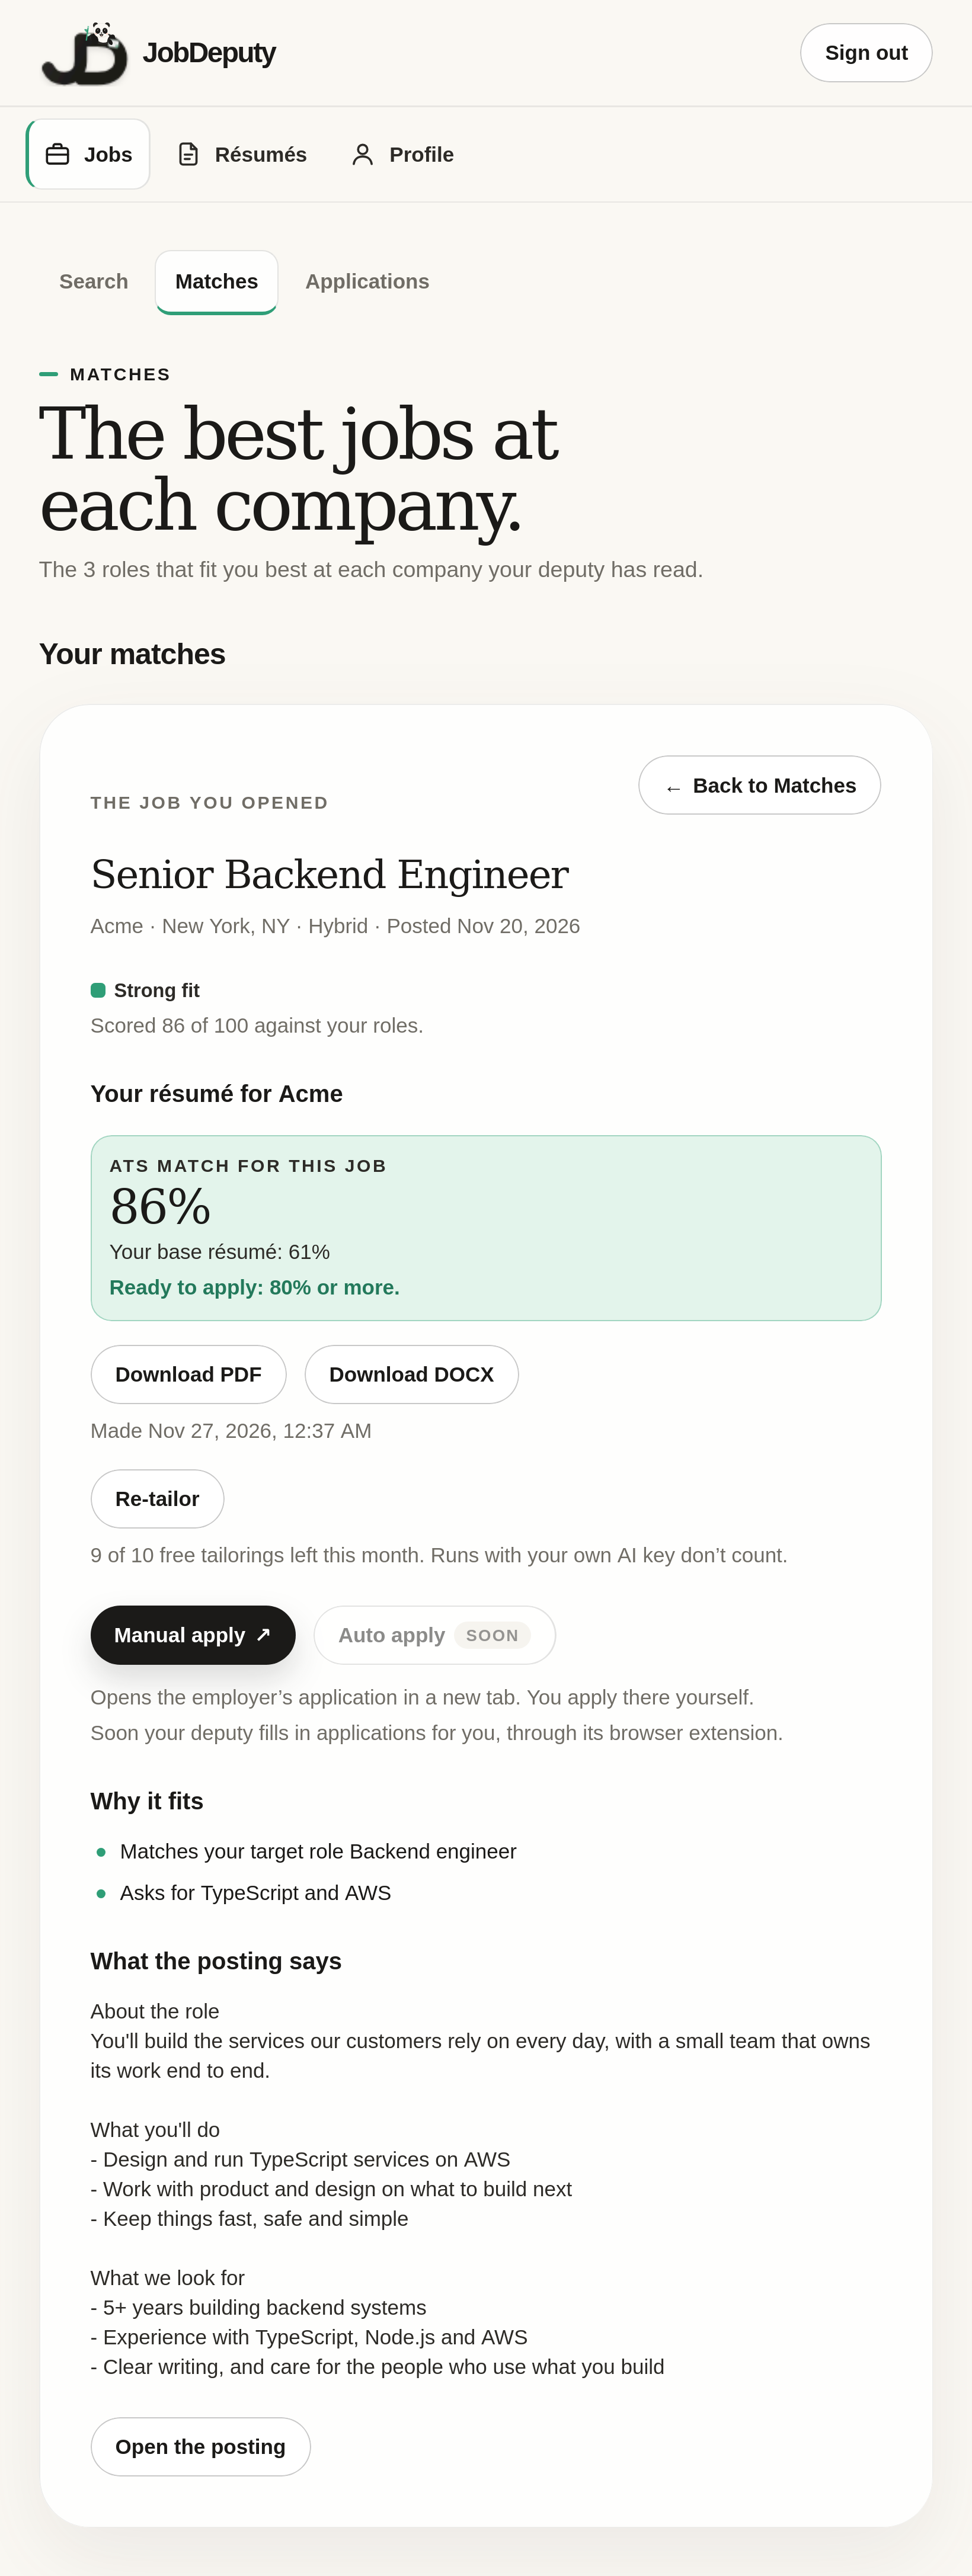 JobDeputy
Sign out
Jobs
Résumés
Profile
Search
Matches
Applications
MATCHES
The best jobs at
each company.
The 3 roles that fit you best at each company your deputy has read.
Your matches
THE JOB YOU OPENED
← Back to Matches
Senior Backend Engineer
Acme · New York, NY · Hybrid · Posted Nov 20, 2026
Strong fit
Scored 86 of 100 against your roles.
Your résumé for Acme
ATS MATCH FOR THIS JOB
86%
Your base résumé: 61%
Ready to apply: 80% or more.
Download PDF
Download DOCX
Made Nov 27, 2026, 12:37 AM
Re-tailor
9 of 10 free tailorings left this month. Runs with your own AI key don’t count.
Manual apply ↗
Auto apply SOON
Opens the employer’s application in a new tab. You apply there yourself.
Soon your deputy fills in applications for you, through its browser extension.
Why it fits
Matches your target role Backend engineer
Asks for TypeScript and AWS
What the posting says
About the role
You'll build the services our customers rely on every day, with a small team that owns
its work end to end.
What you'll do
- Design and run TypeScript services on AWS
- Work with product and design on what to build next
- Keep things fast, safe and simple
What we look for
- 5+ years building backend systems
- Experience with TypeScript, Node.js and AWS
- Clear writing, and care for the people who use what you build
Open the posting